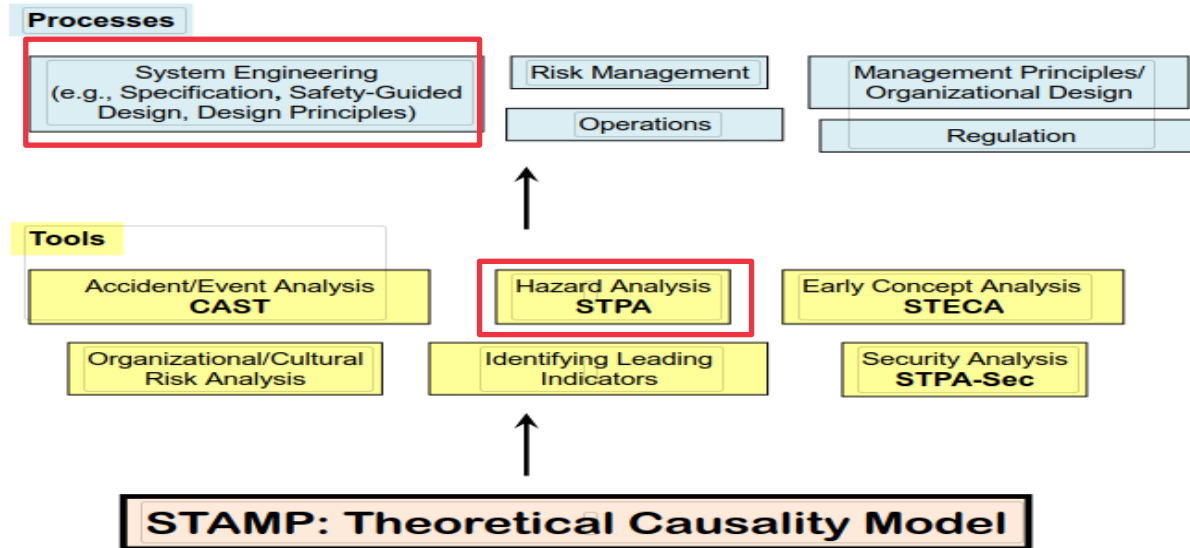 Processes
System Engineering
(e.g., Specification, Safety-Guided
Design, Design Principles)
Risk Management
Operations
Management Principles/
Organizational Design
Regulation
Tools
Accident/Event Analysis
CAST
Hazard Analysis
STPA
Early Concept Analysis
STECA
Organizational/Cultural
Risk Analysis
Identifying Leading
Indicators
Security Analysis
STPA-Sec
STAMP: Theoretical Causality Model